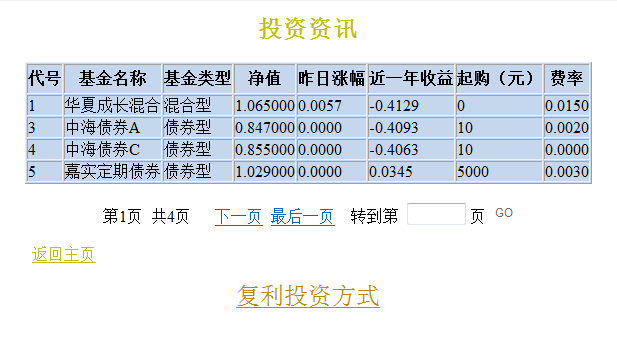 投资资讯
代号 基金名称 基金类型 净值 昨日涨幅 近一年收益 起购（元） 费率
1 华夏成长混合 混合型 1.065000 0.0057 -0.4129 0 0.0150
3 中海债券A 债券型 0.847000 0.0000 -0.4093 10 0.0020
4 中海债券C 债券型 0.855000 0.0000 -0.4063 10 0.0000
5 嘉实定期债券 债券型 1.029000 0.0000 0.0345 5000 0.0030
第1页 共4页 下一页 最后一页 转到第 页 GO
返回主页
复利投资方式